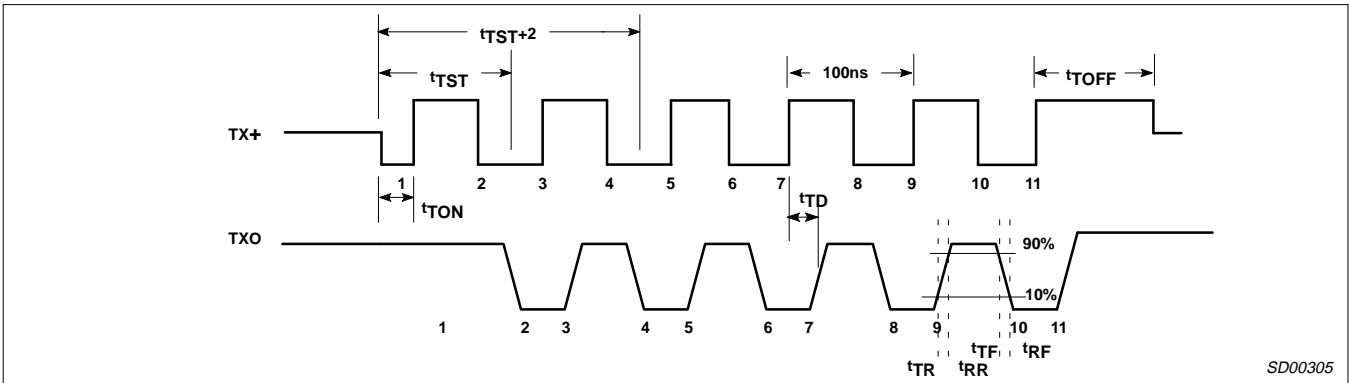 tTST+2
tTST
100ns
tTOFF
TX+
1 2 3 4 5 6 7 8 9 10 11
tTON
tTD
TXO
90%
10%
1 2 3 4 5 6 7 8 9 10 11
tTR tRR tTF tRF
SD00305